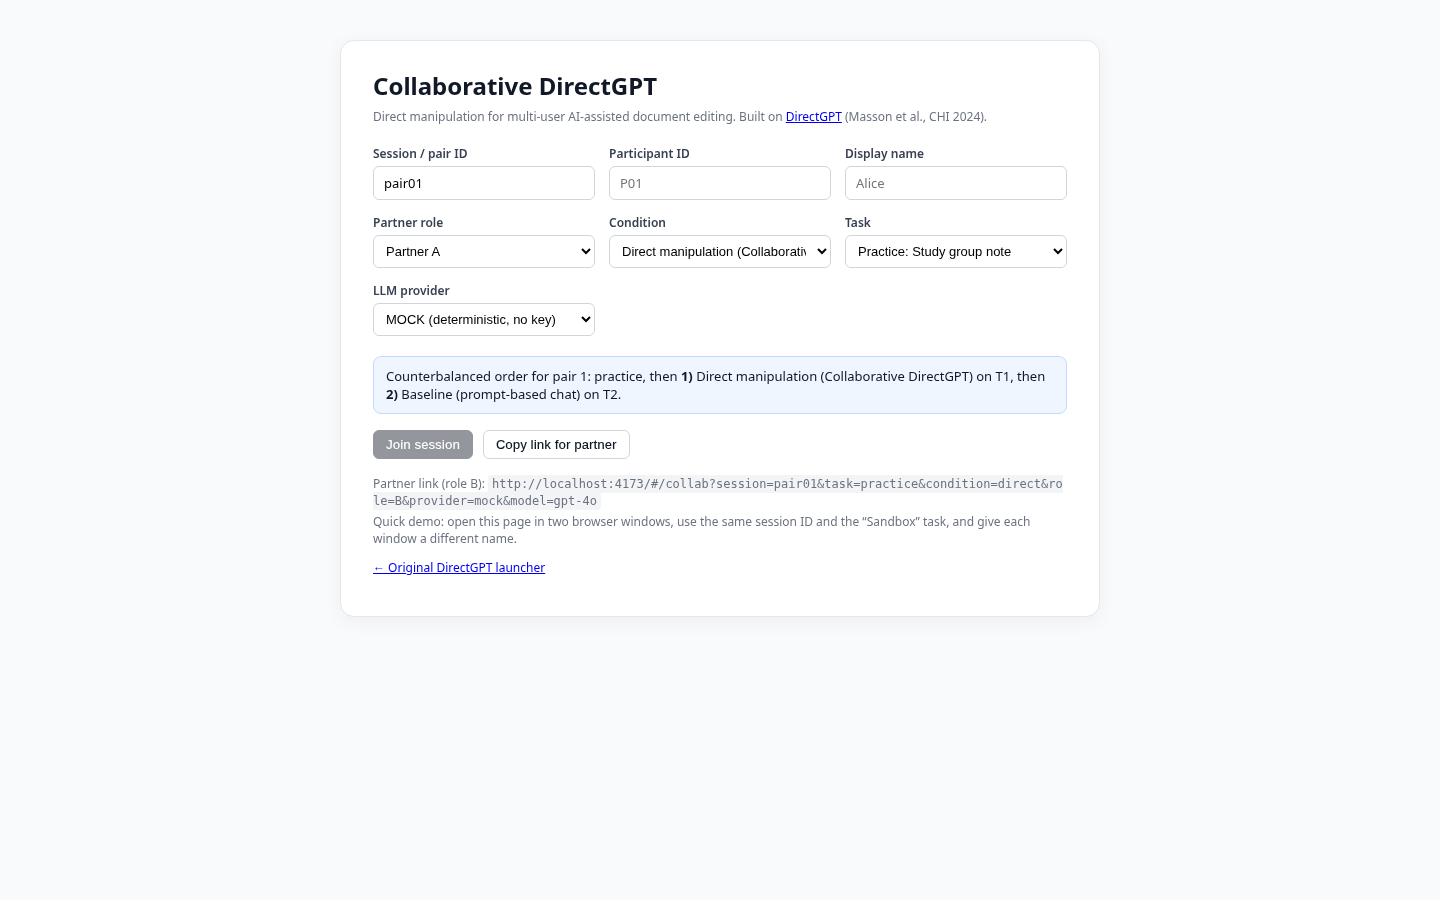 Collaborative DirectGPT
Direct manipulation for multi-user AI-assisted document editing. Built on DirectGPT (Masson et al., CHI 2024).
Session / pair ID Participant ID Display name
pair01 P01 Alice
Partner role Condition Task
Partner A Direct manipulation (Collaborativ Practice: Study group note
LLM provider
MOCK (deterministic, no key)
Counterbalanced order for pair 1: practice, then 1) Direct manipulation (Collaborative DirectGPT) on T1, then
2) Baseline (prompt-based chat) on T2.
Join session Copy link for partner
Partner link (role B): http://localhost:4173/#/collab?session=pair01&task=practice&condition=direct&ro
le=B&provider=mock&model=gpt-4o
Quick demo: open this page in two browser windows, use the same session ID and the “Sandbox” task, and give each
window a different name.
← Original DirectGPT launcher